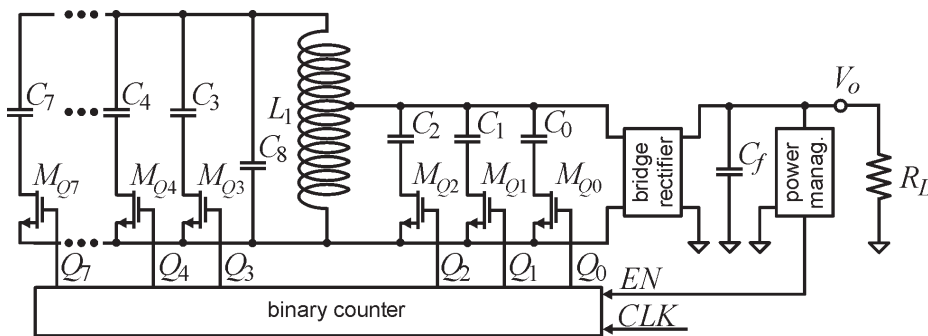 C7
C4
C3
L1
C8
C2
C1
C0
Vo
MQ7
MQ4
MQ3
MQ2
MQ1
MQ0
bridge
rectifier
Cf
power
manag.
RL
Q7
Q4
Q3
Q2
Q1
Q0
EN
binary counter
CLK